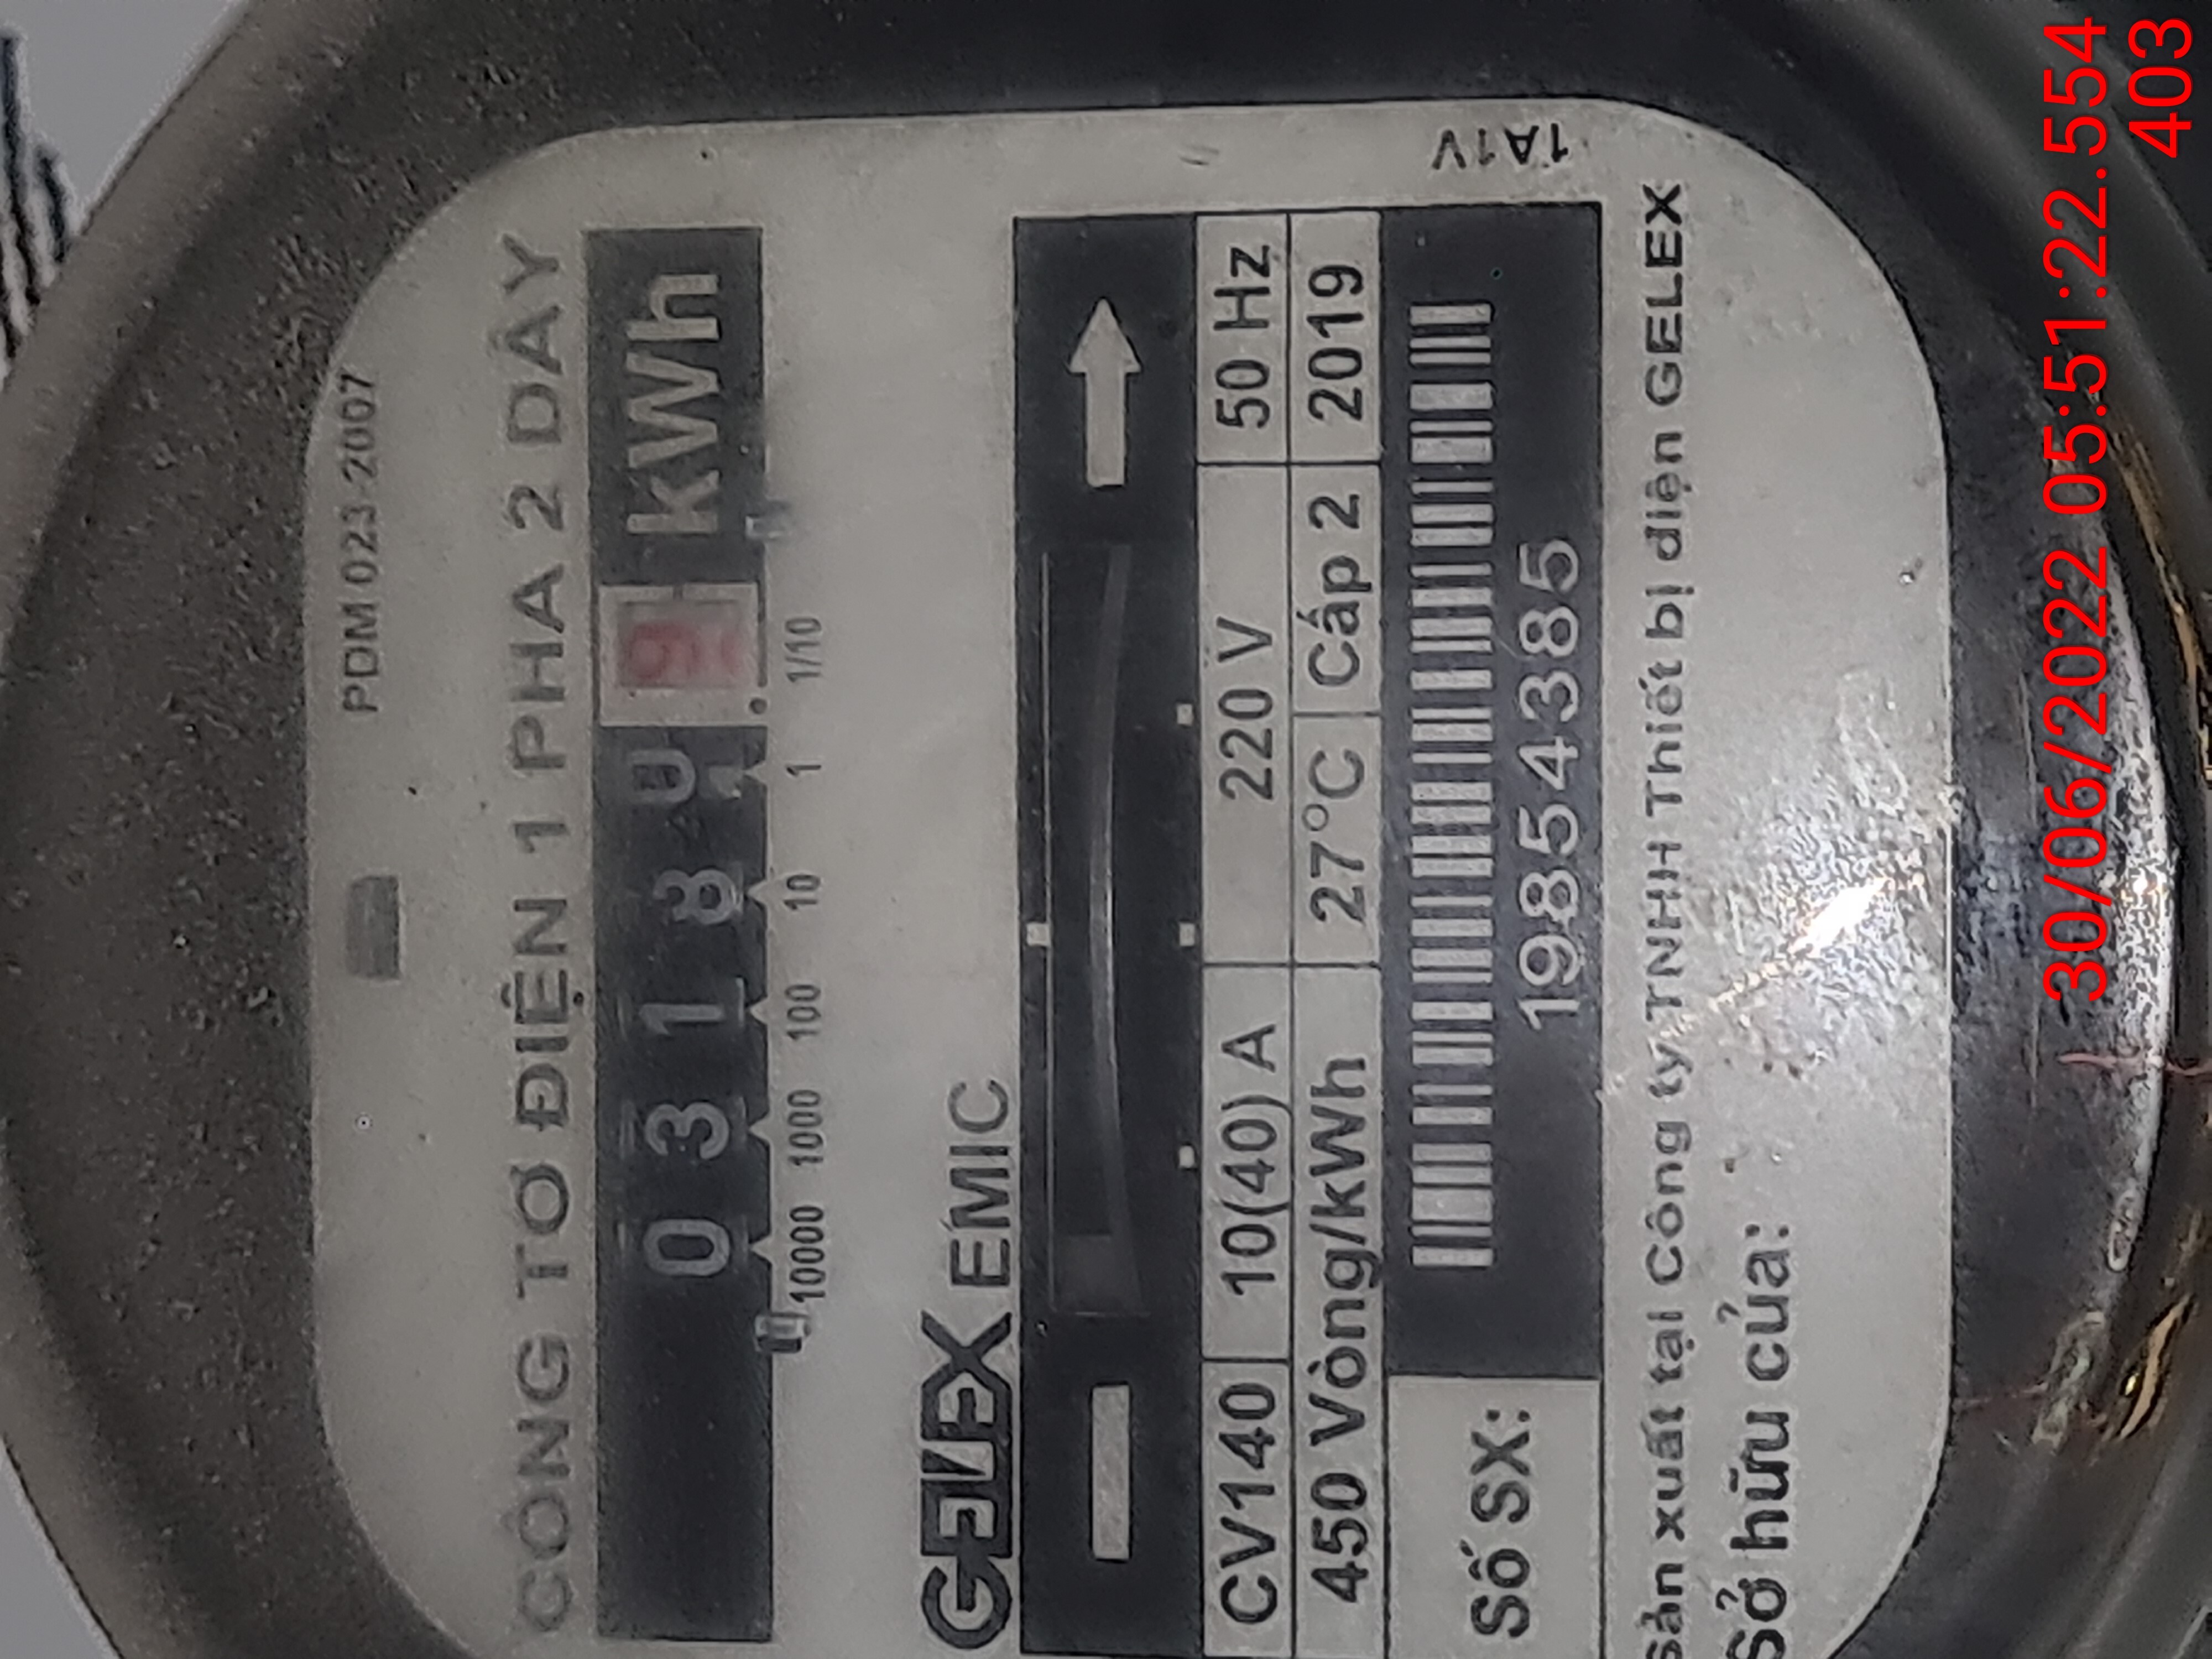 PDM 023-2007
CÔNG TƠ ĐIỆN 1 PHA 2 DÂY
0 3 1 8 0 9 kWh
10000 1000 100 10 1 1/10
GELEX EMIC
CV140 10(40) A 220 V 50 Hz
450 Vòng/kWh 27°C Cấp 2 2019
Số SX:
19854385
1A1V
Sản xuất tại Công ty TNHH Thiết bị điện GELEX
Sở hữu của:
30/06/2022 05:51:22.554
403